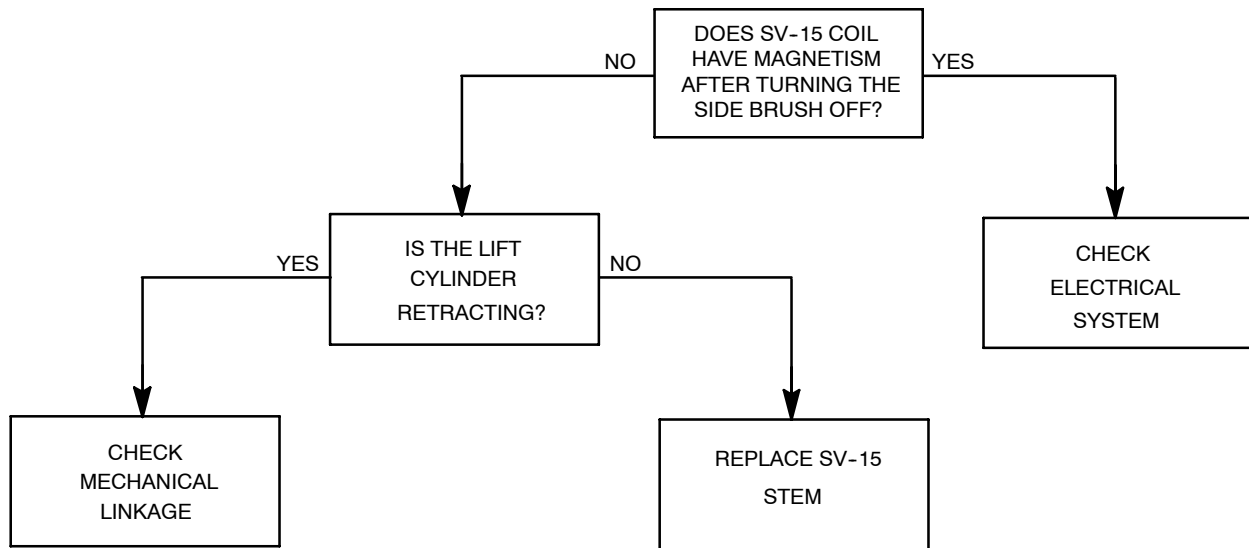 DOES SV-15 COIL
HAVE MAGNETISM
AFTER TURNING THE
SIDE BRUSH OFF?
NO
YES
IS THE LIFT
CYLINDER
RETRACTING?
YES
NO
CHECK
ELECTRICAL
SYSTEM
CHECK
MECHANICAL
LINKAGE
REPLACE SV-15
STEM